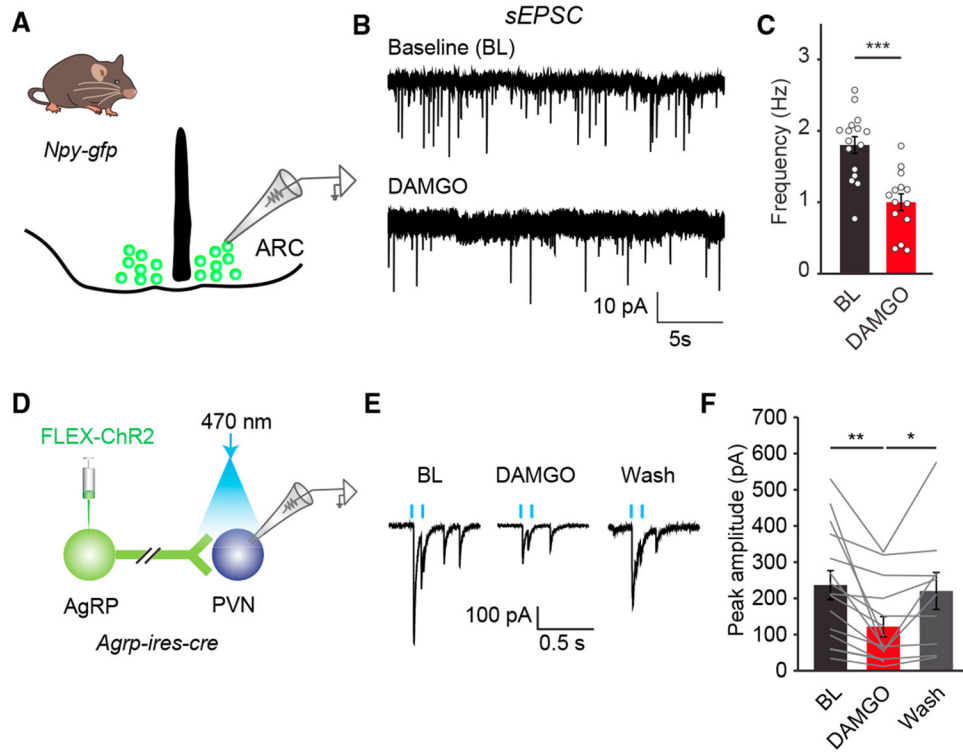 A
Npy-gfp
ARC
B
sEPSC
Baseline (BL)
DAMGO
10 pA
5s
C
***
Frequency (Hz)
3
2
1
0
BL
DAMGO
D
FLEX-ChR2
470 nm
AgRP
PVN
Agrp-ires-cre
E
BL
DAMGO
Wash
100 pA
0.5 s
F
** *
Peak amplitude (pA)
700
600
500
400
300
200
100
0
BL
DAMGO
Wash